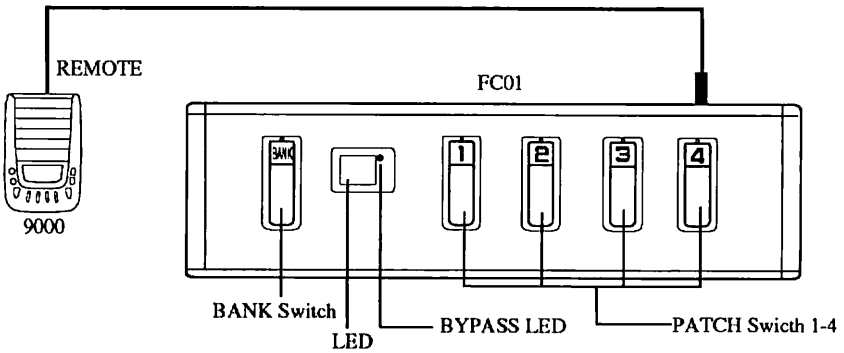 REMOTE
FC01
BANK
1
2
3
4
9000
BANK Switch
LED
BYPASS LED
PATCH Swicth 1-4